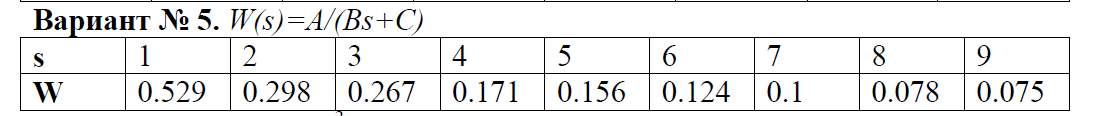 Вариант № 5. W(s)=A/(Bs+C)
s 1 2 3 4 5 6 7 8 9
W 0.529 0.298 0.267 0.171 0.156 0.124 0.1 0.078 0.075